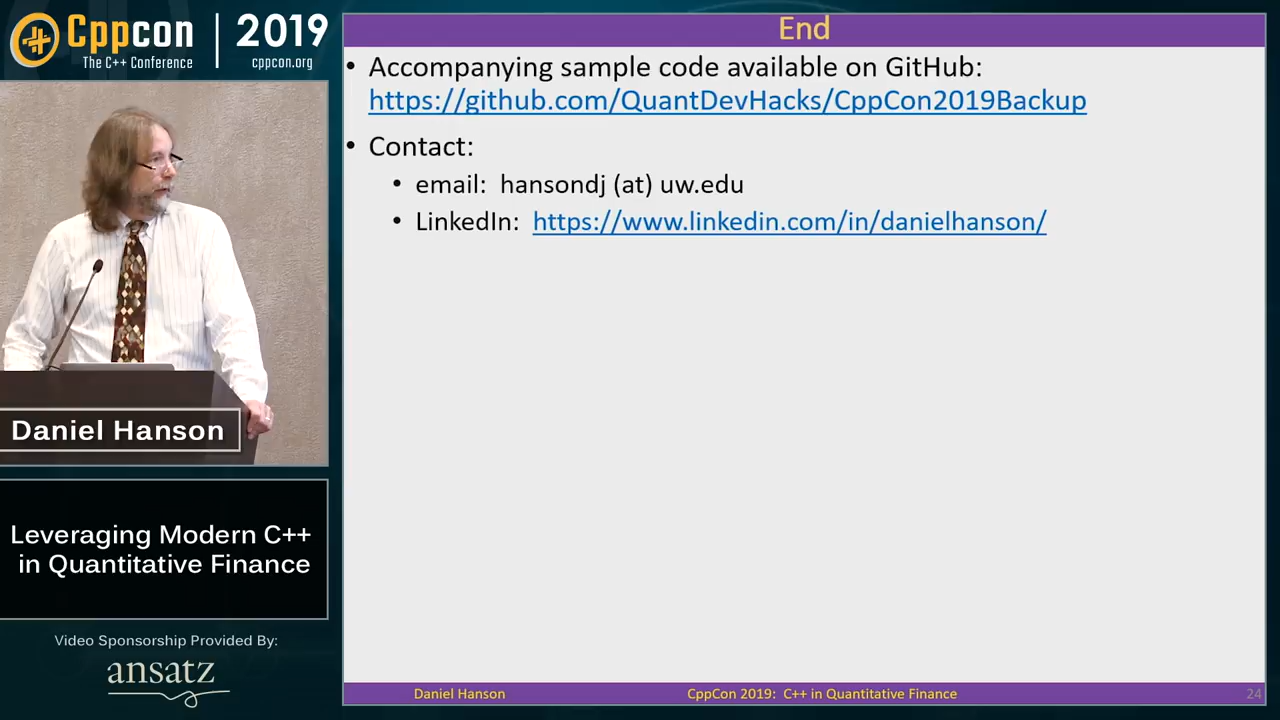 Cppcon
The C++ Conference
2019
cppcon.org
Daniel Hanson
Leveraging Modern C++
in Quantitative Finance
Video Sponsorship Provided By:
ansatz
End
• Accompanying sample code available on GitHub:
https://github.com/QuantDevHacks/CppCon2019Backup
• Contact:
• email: hansondj (at) uw.edu
• LinkedIn: https://www.linkedin.com/in/danielhanson/
Daniel Hanson
CppCon 2019: C++ in Quantitative Finance
24